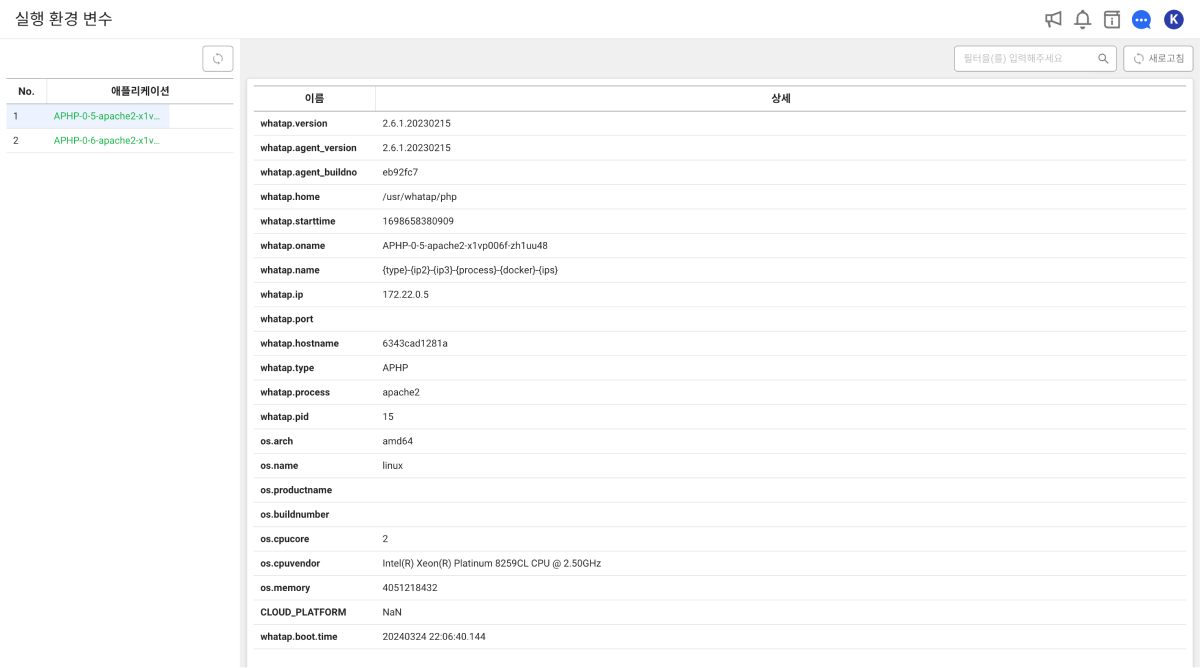 실행 환경 변수
K
필터을(를) 입력해주세요
새로고침
No. 애플리케이션
1 APHP-0-5-apache2-x1v...
2 APHP-0-6-apache2-x1v...
이름 상세
whatap.version 2.6.1.20230215
whatap.agent_version 2.6.1.20230215
whatap.agent_buildno eb92fc7
whatap.home /usr/whatap/php
whatap.starttime 1698658380909
whatap.oname APHP-0-5-apache2-x1vp006f-zh1uu48
whatap.name {type}-{ip2}-{ip3}-{process}-{docker}-{ips}
whatap.ip 172.22.0.5
whatap.port
whatap.hostname 6343cad1281a
whatap.type APHP
whatap.process apache2
whatap.pid 15
os.arch amd64
os.name linux
os.productname
os.buildnumber
os.cpucore 2
os.cpuvendor Intel(R) Xeon(R) Platinum 8259CL CPU @ 2.50GHz
os.memory 4051218432
CLOUD_PLATFORM NaN
whatap.boot.time 20240324 22:06:40.144